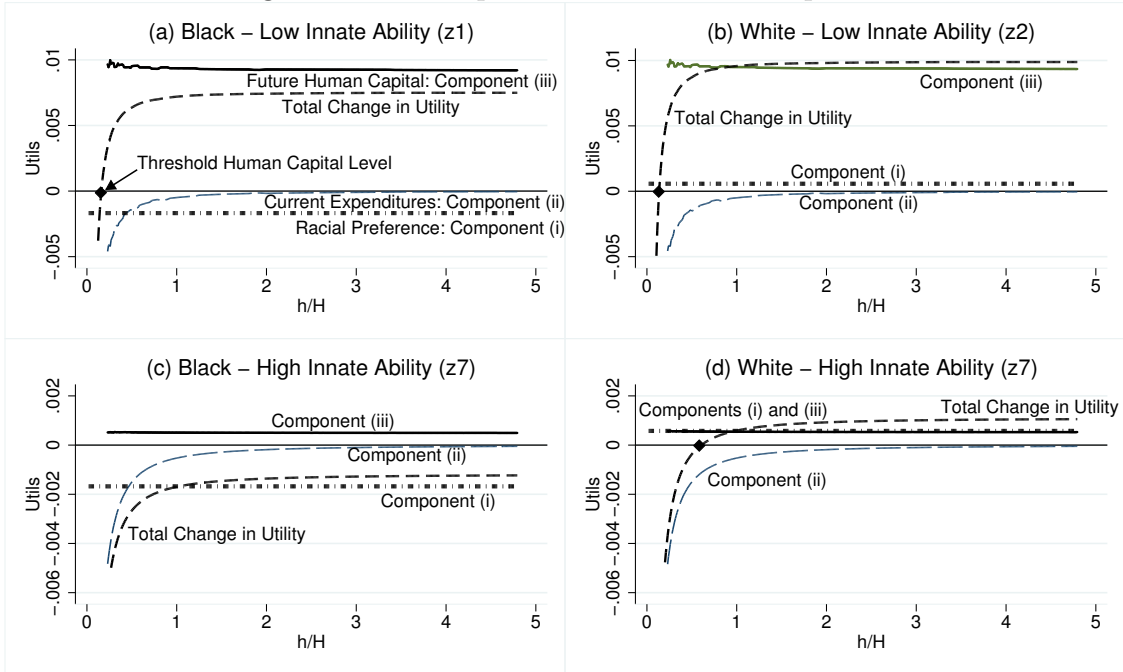 (a) Black – Low Innate Ability (z1)
.01
.005
0
-.005
Utils
Future Human Capital: Component (iii)
Total Change in Utility
Threshold Human Capital Level
Current Expenditures: Component (ii)
Racial Preference: Component (i)
0 1 2 3 4 5
h/H
(b) White – Low Innate Ability (z2)
.01
.005
0
-.005
Utils
Component (iii)
Total Change in Utility
Component (i)
Component (ii)
0 1 2 3 4 5
h/H
(c) Black – High Innate Ability (z7)
.002
0
-.002
-.004
-.006
Utils
Component (iii)
Component (ii)
Component (i)
Total Change in Utility
0 1 2 3 4 5
h/H
(d) White – High Innate Ability (z7)
.002
0
-.002
-.004
-.006
Utils
Total Change in Utility
Components (i) and (iii)
Component (ii)
0 1 2 3 4 5
h/H